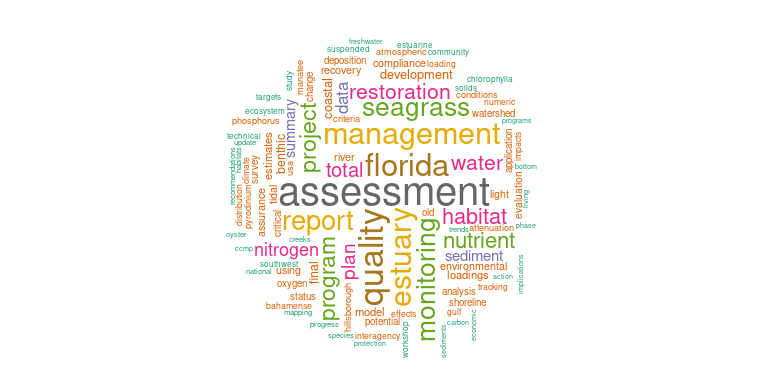 freshwater
estuarine
suspended
atmospheric
community
deposition
compliance
loading
recovery
development
chlorophylla
study
manatee
change
coastal
data
restoration
solids
conditions
targets
summary
seagrass
numeric
ecosystem
project
criteria
watershed
phosphorus
management
programs
technical
update
estimates
benthic
usa
river
total
florida
water
application
impacts
recommendations
habitats
climate
survey
bottom
distribution
pyrodinium
assurance
tidal
assessment
light
evaluation
living
critical
report
quality
estuary
old
monitoring
habitat
oyster
creeks
trends
attenuation
phase
ccmp
nitrogen
program
plan
nutrient
southwest
sediment
national
using
final
environmental
loadings
action
implications
oxygen
hillsborough
analysis
tracking
status
shoreline
bahamense
mapping
model
effects
gulf
economic
progress
potential
carbon
species
interagency
workshop
sediments
protection